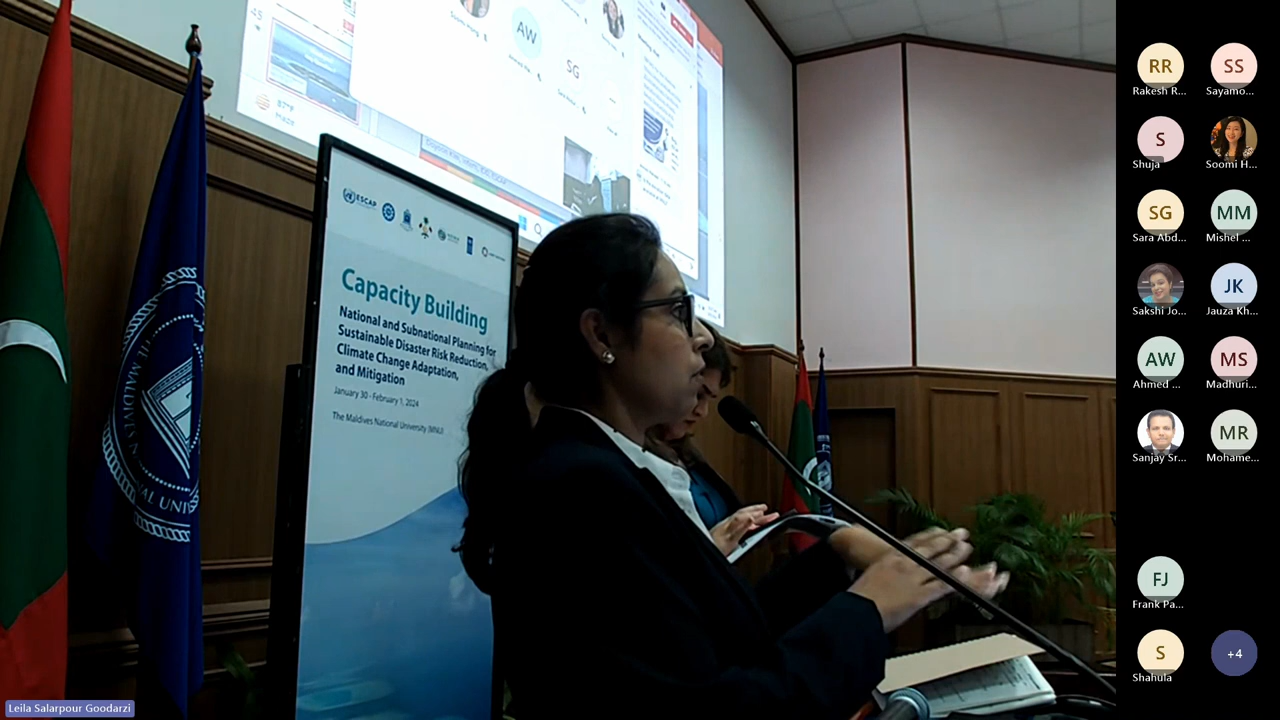 AW
SG
ESCAP
Capacity Building
National and Subnational Planning for
Sustainable Disaster Risk Reduction,
Climate Change Adaptation,
and Mitigation
January 30 - February 1, 2024
The Maldives National University (MNU)
RR
Rakesh R...
SS
Sayamo...
S
Shuja
Soomi H...
SG
Sara Abd...
MM
Mishel ...
Sakshi Jo...
JK
Jauza Kh...
AW
Ahmed ...
MS
Madhuri...
Sanjay Sr...
MR
Mohame...
FJ
Frank Pa...
S
Shahula
+4
Leila Salarpour Goodarzi